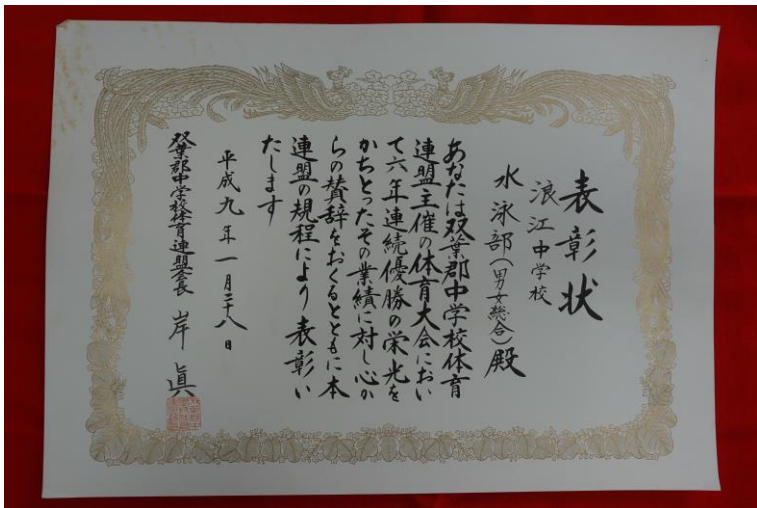 表彰状
浪江中学校
水泳部(男女総合)殿
あなたは双葉郡中学校体育
連盟主催の体育大会におい
て六年連続優勝の栄光を
かちとったその業績に対し心か
らの賛辞をおくるとともに本
連盟の規程により表彰い
たします
平成九年一月二十八日
双葉郡中学校体育連盟会長 岸 眞